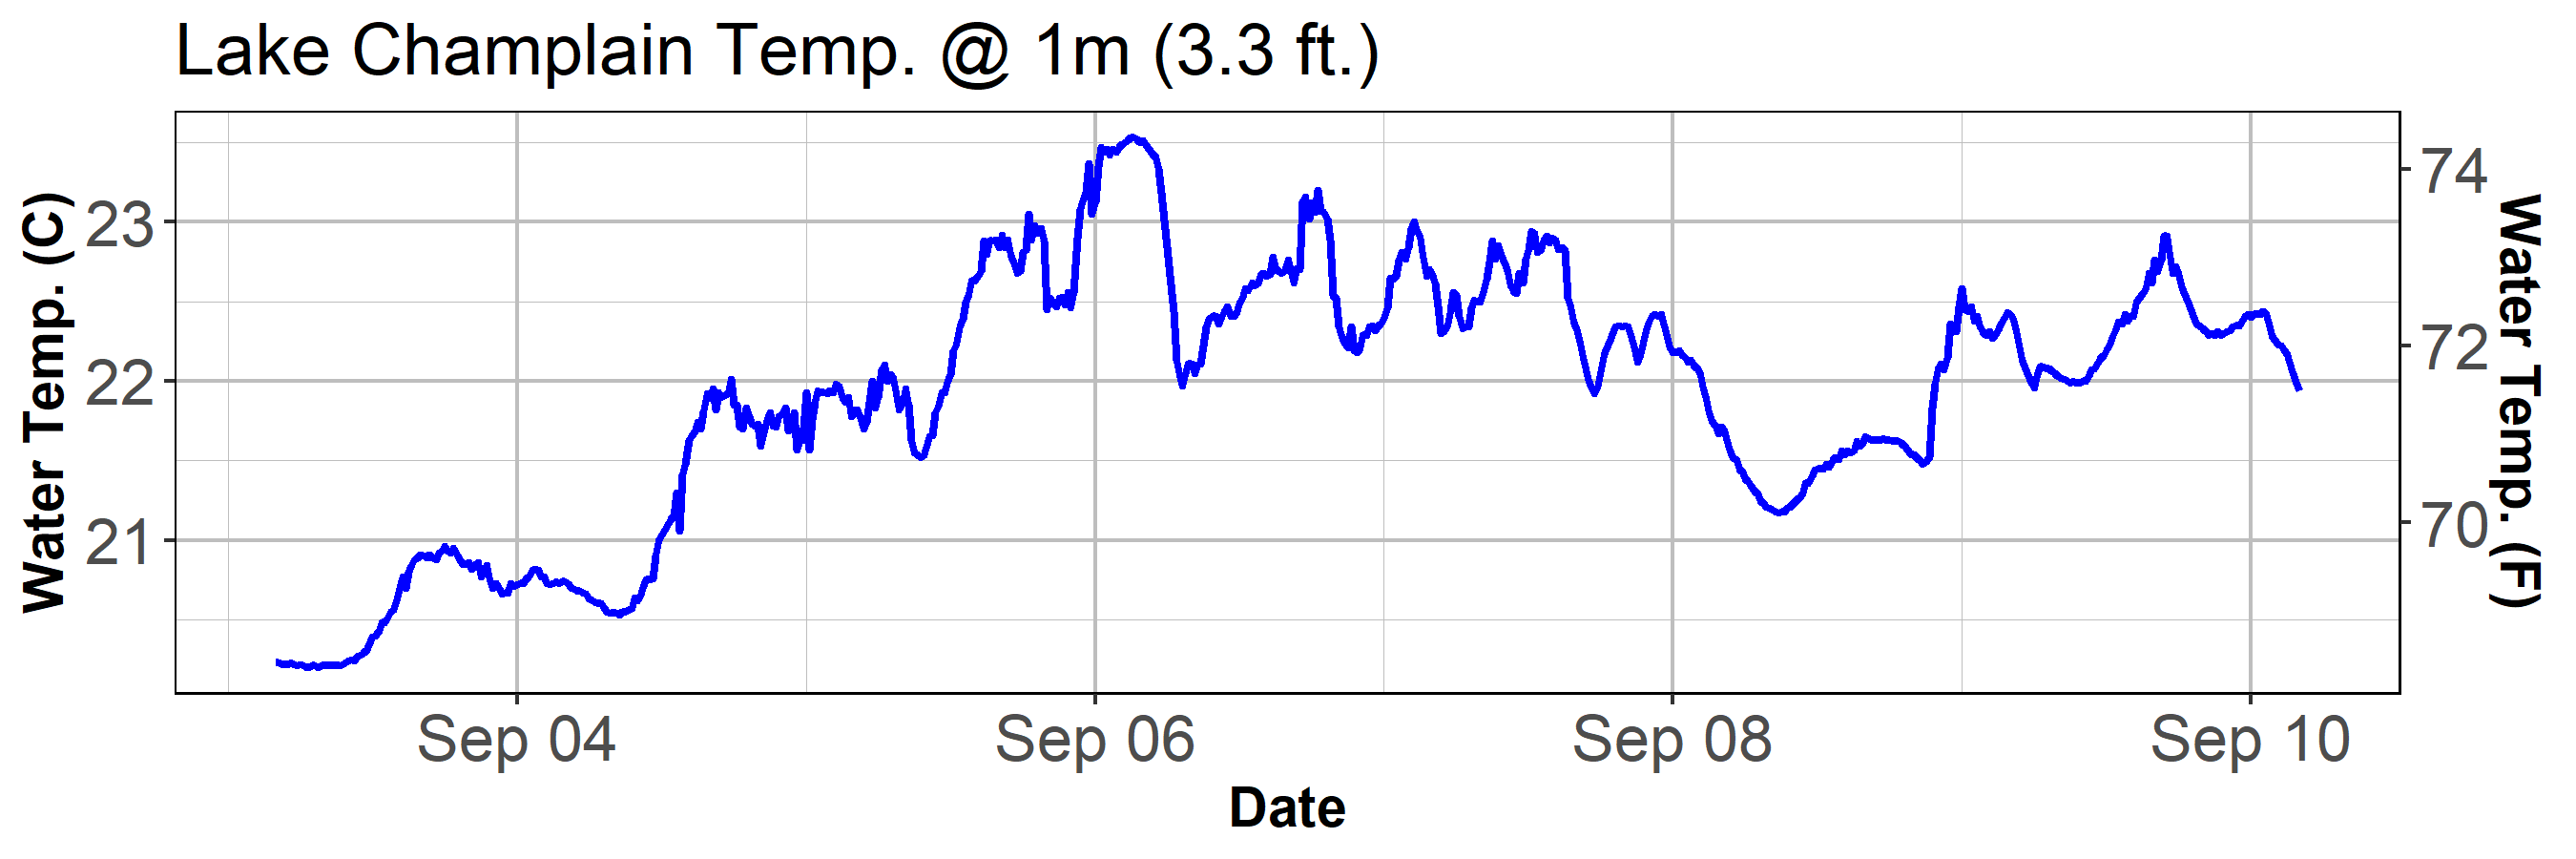 Lake Champlain Temp. @ 1m (3.3 ft.)
Water Temp. (C)
23
22
21
74
72
70
Water Temp. (F)
Sep 04 Sep 06 Sep 08 Sep 10
Date